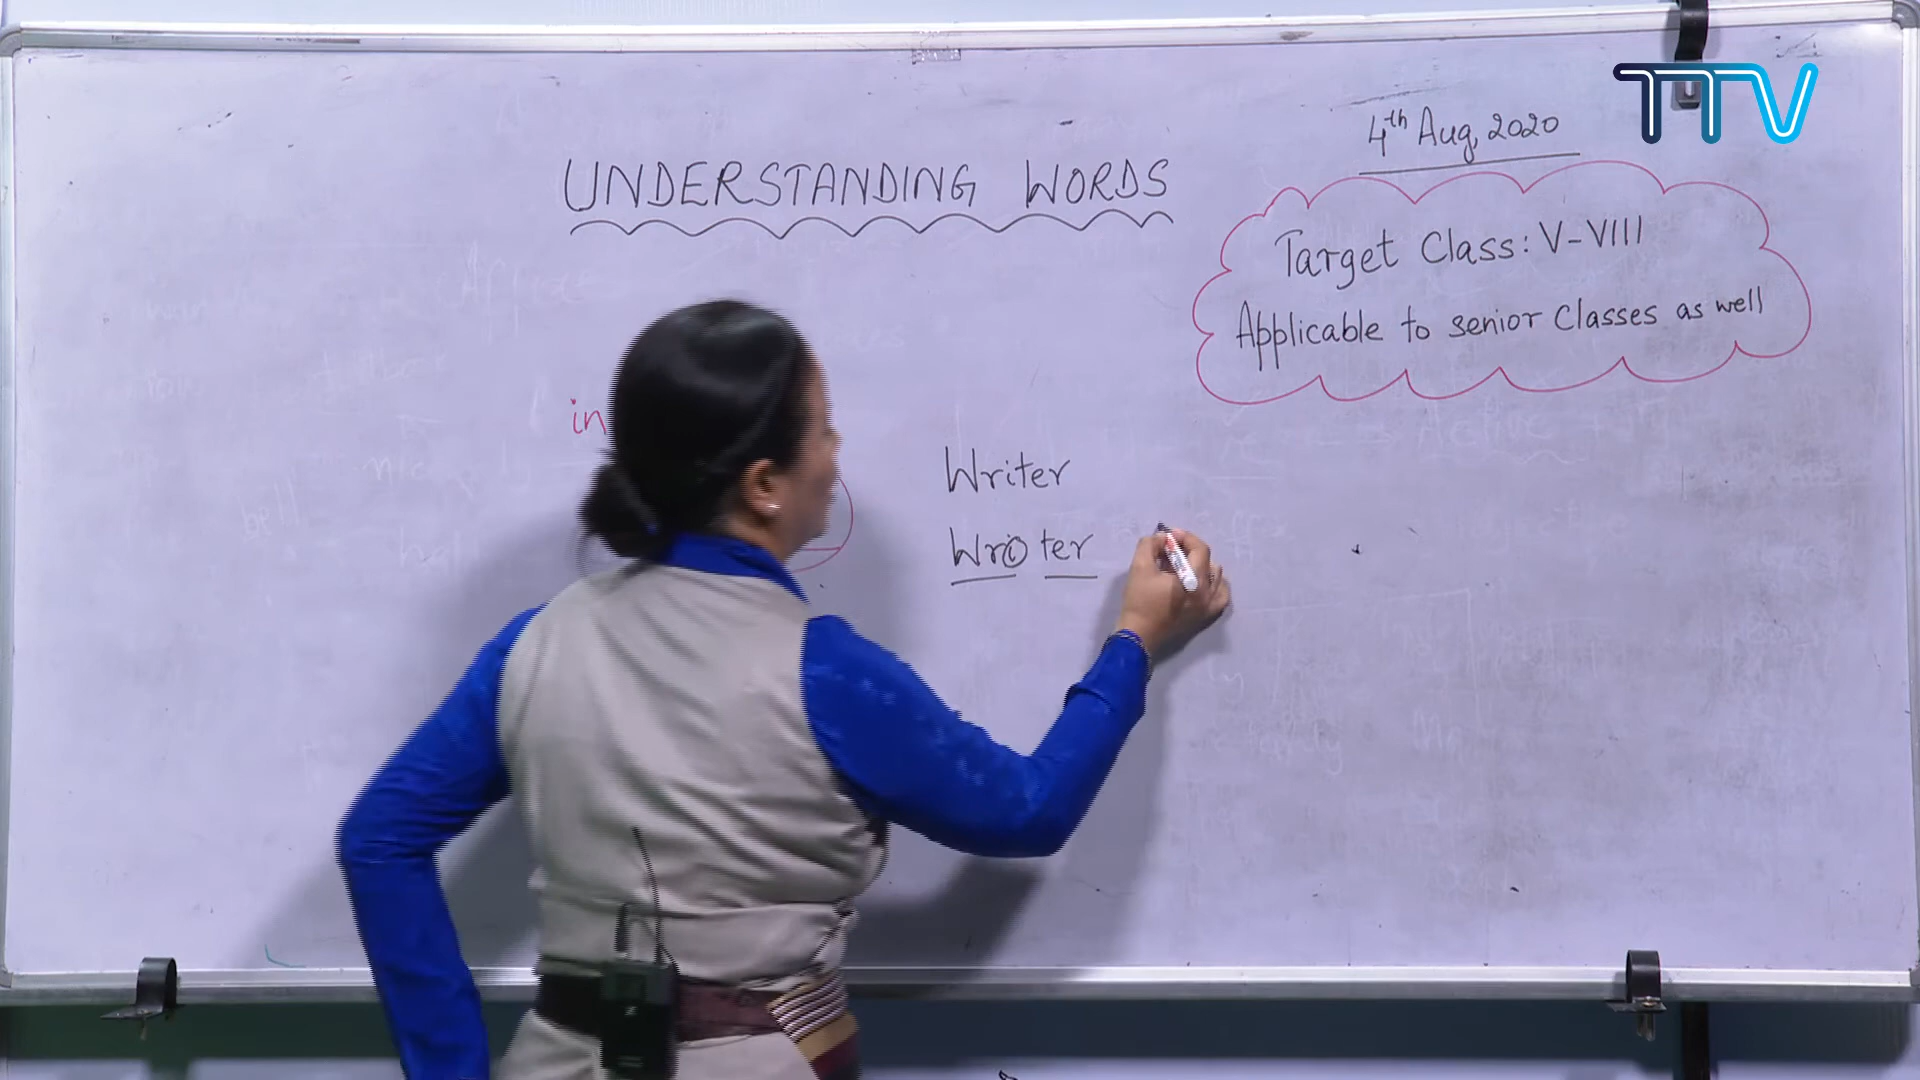 TTV
4th Aug, 2020
UNDERSTANDING WORDS
Target Class: V-VIII
Applicable to senior classes as well
in
Writer
Wri ter